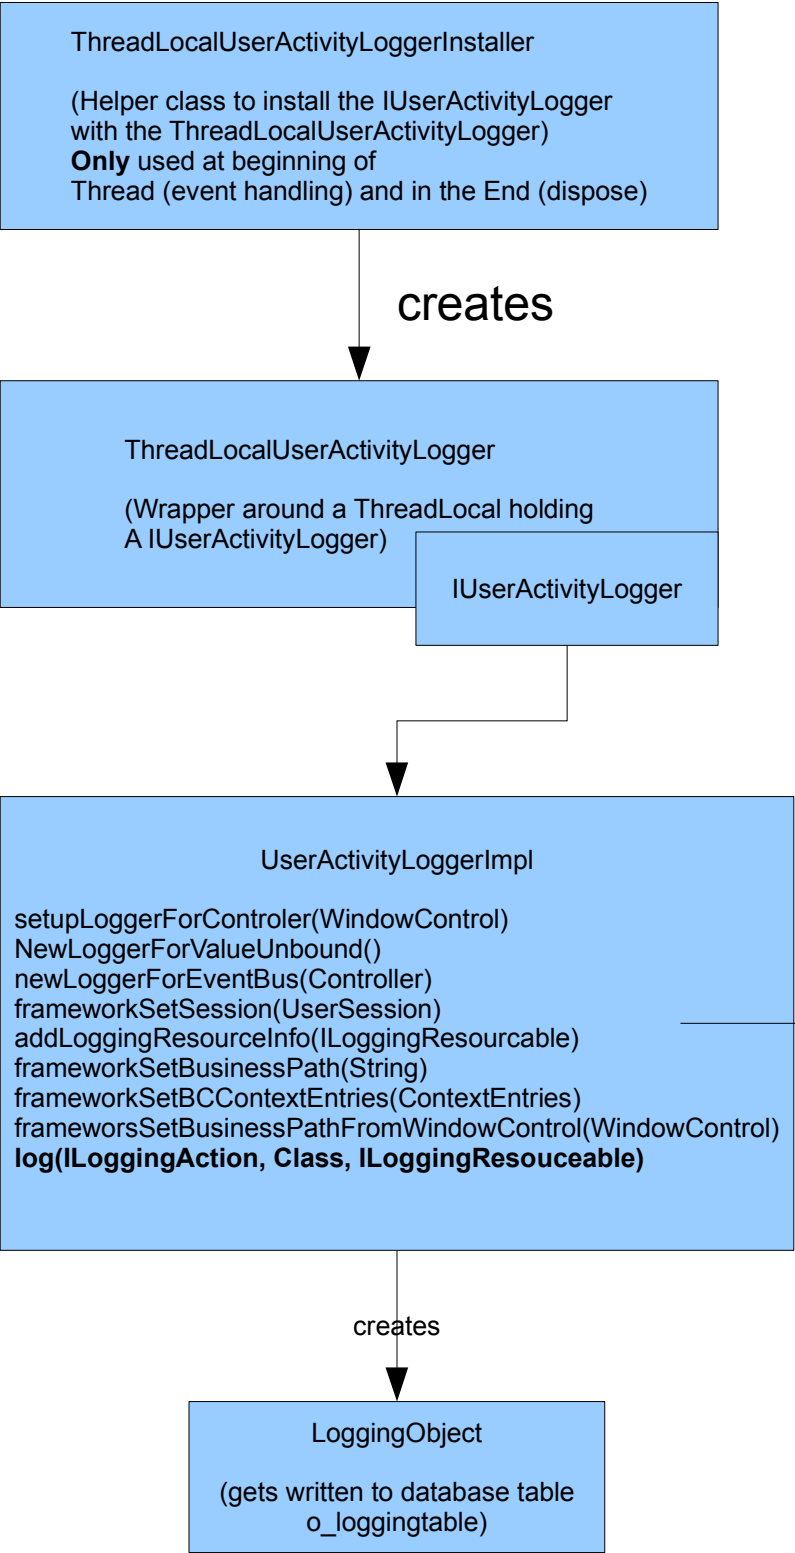 ThreadLocalUserActivityLoggerInstaller
(Helper class to install the IUserActivityLogger
with the ThreadLocalUserActivityLogger)
Only used at beginning of
Thread (event handling) and in the End (dispose)
creates
ThreadLocalUserActivityLogger
(Wrapper around a ThreadLocal holding
A IUserActivityLogger)
IUserActivityLogger
UserActivityLoggerImpl
setupLoggerForControler(WindowControl)
NewLoggerForValueUnbound()
newLoggerForEventBus(Controller)
frameworkSetSession(UserSession)
addLoggingResourceInfo(ILoggingResourcable)
frameworkSetBusinessPath(String)
frameworkSetBCContextEntries(ContextEntries)
frameworsSetBusinessPathFromWindowControl(WindowControl)
log(ILoggingAction, Class, ILoggingResouceable)
creates
LoggingObject
(gets written to database table
o_loggingtable)